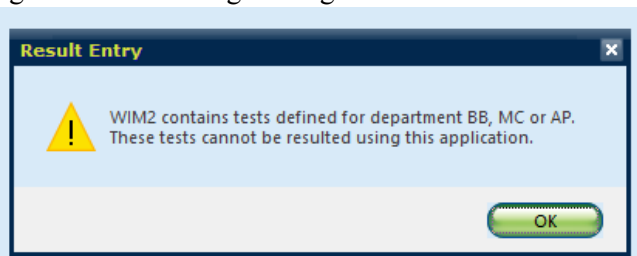 Result Entry
WIM2 contains tests defined for department BB, MC or AP.
These tests cannot be resulted using this application.
OK